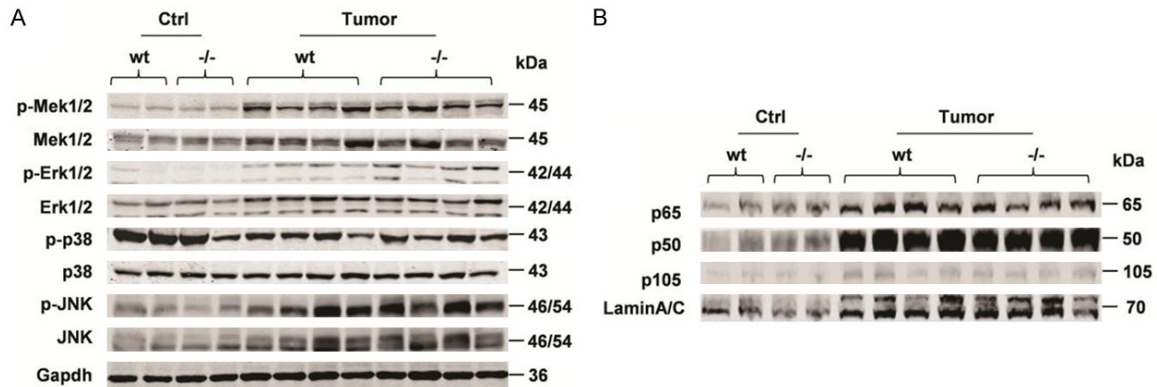 A
Ctrl Tumor
wt -/- wt -/- kDa
p-Mek1/2 45
Mek1/2 45
p-Erk1/2 42/44
Erk1/2 42/44
p-p38 43
p38 43
p-JNK 46/54
JNK 46/54
Gapdh 36
B
Ctrl Tumor
wt -/- wt -/- kDa
p65 65
p50 50
p105 105
LaminA/C 70